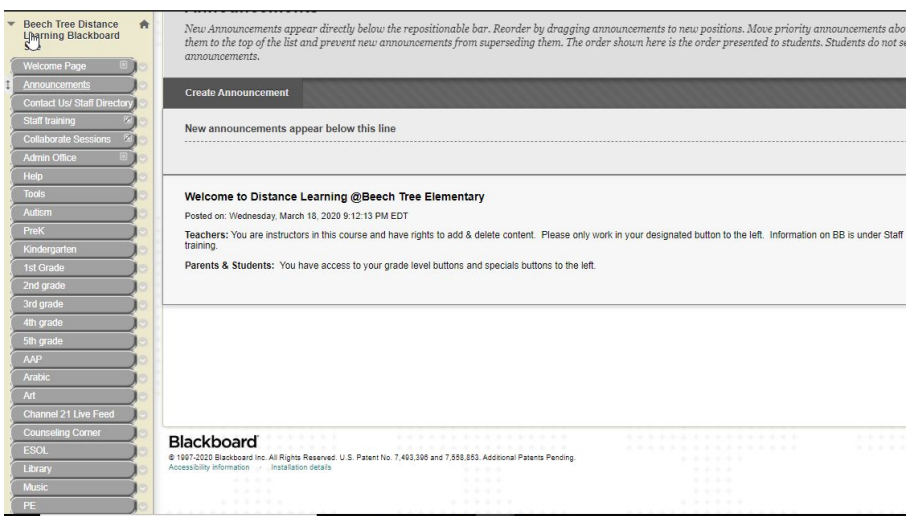 Beech Tree Distance
Learning Blackboard
Welcome Page
Announcements
Contact Us/ Staff Directory
Staff training
Collaborate Sessions
Admin Office
Help
Tools
Autism
PreK
Kindergarten
1st Grade
2nd grade
3rd grade
4th grade
5th grade
AAP
Arabic
Art
Channel 21 Live Feed
Counseling Corner
ESOL
Library
Music
PE
New Announcements appear directly below the repositionable bar. Reorder by dragging announcements to new positions. Move priority announcements abo
them to the top of the list and prevent new announcements from superseding them. The order shown here is the order presented to students. Students do not se
announcements.
Create Announcement
New announcements appear below this line
Welcome to Distance Learning @Beech Tree Elementary
Posted on: Wednesday, March 18, 2020 9:12:13 PM EDT
Teachers: You are instructors in this course and have rights to add & delete content. Please only work in your designated button to the left. Information on BB is under Staff
training.
Parents & Students: You have access to your grade level buttons and specials buttons to the left.
Blackboard
© 1997-2020 Blackboard Inc. All Rights Reserved. U.S. Patent No. 7,493,396 and 7,558,853. Additional Patents Pending.
Accessibility information · Installation details